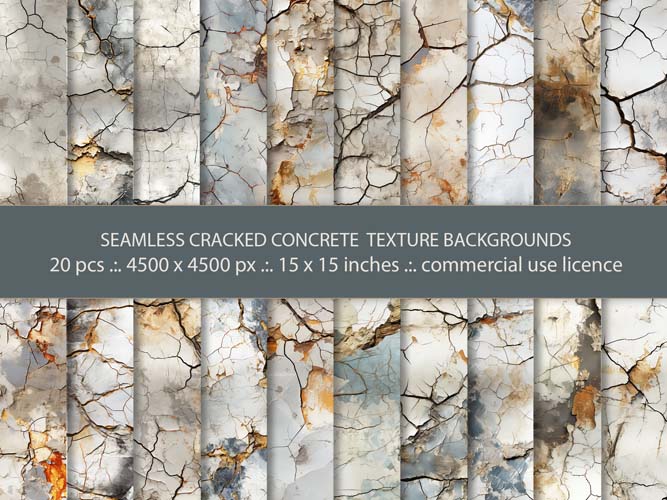 SEAMLESS CRACKED CONCRETE TEXTURE BACKGROUNDS
20 pcs .:. 4500 x 4500 px .:. 15 x 15 inches .:. commercial use licence